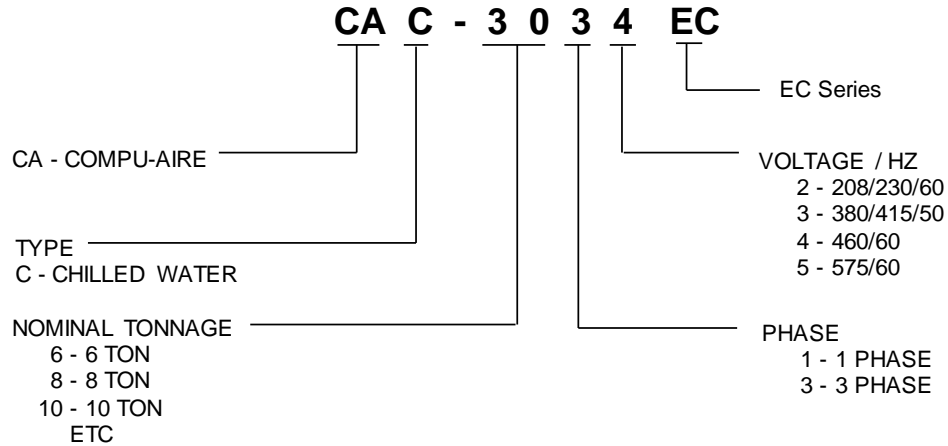 CA C - 3 0 3 4 EC
EC Series
CA - COMPU-AIRE
VOLTAGE / HZ
2 - 208/230/60
3 - 380/415/50
4 - 460/60
5 - 575/60
TYPE
C - CHILLED WATER
NOMINAL TONNAGE
6 - 6 TON
8 - 8 TON
10 - 10 TON
ETC
PHASE
1 - 1 PHASE
3 - 3 PHASE